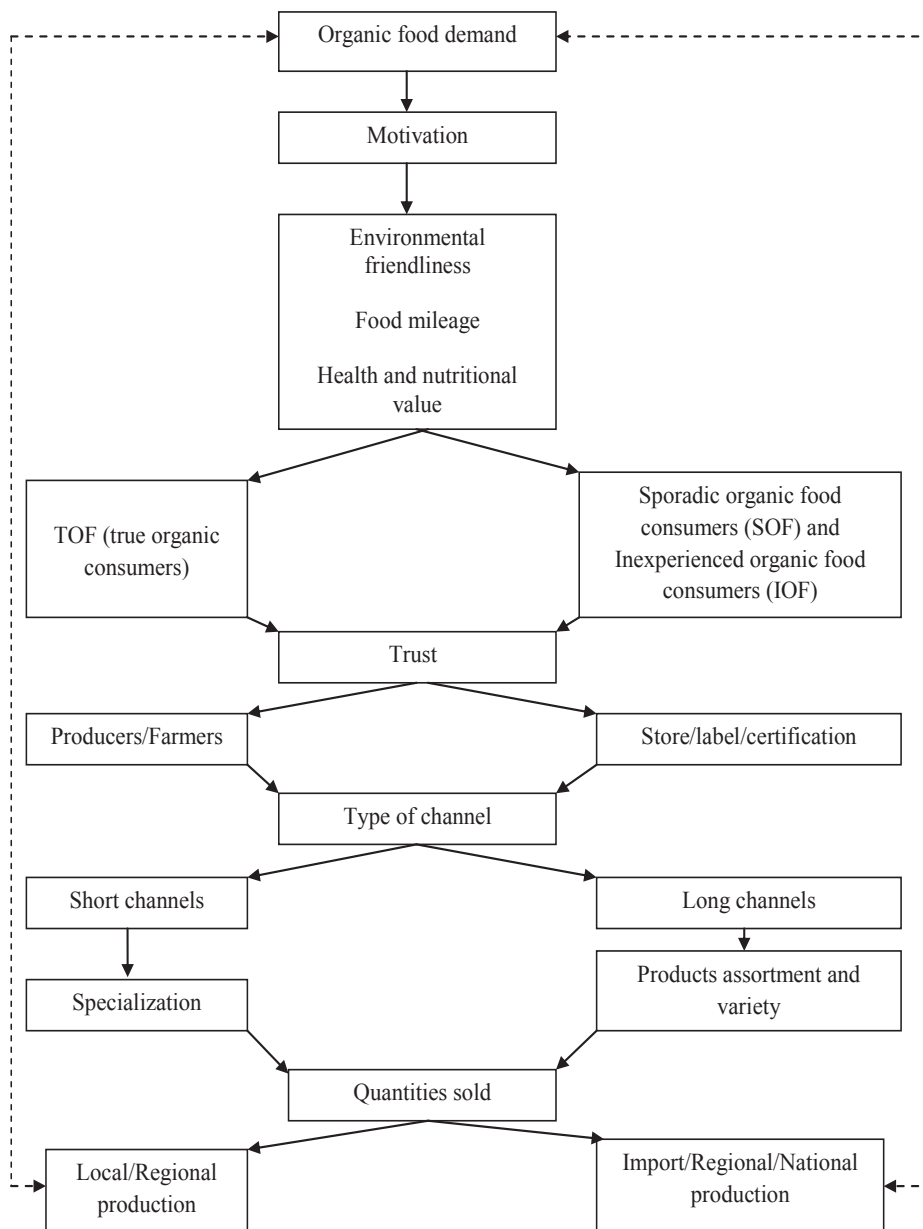 Organic food demand
Motivation
Environmental
friendliness
Food mileage
Health and nutritional
value
TOF (true organic
consumers)
Sporadic organic food
consumers (SOF) and
Inexperienced organic food
consumers (IOF)
Trust
Producers/Farmers
Store/label/certification
Type of channel
Short channels
Long channels
Specialization
Products assortment and
variety
Quantities sold
Local/Regional
production
Import/Regional/National
production